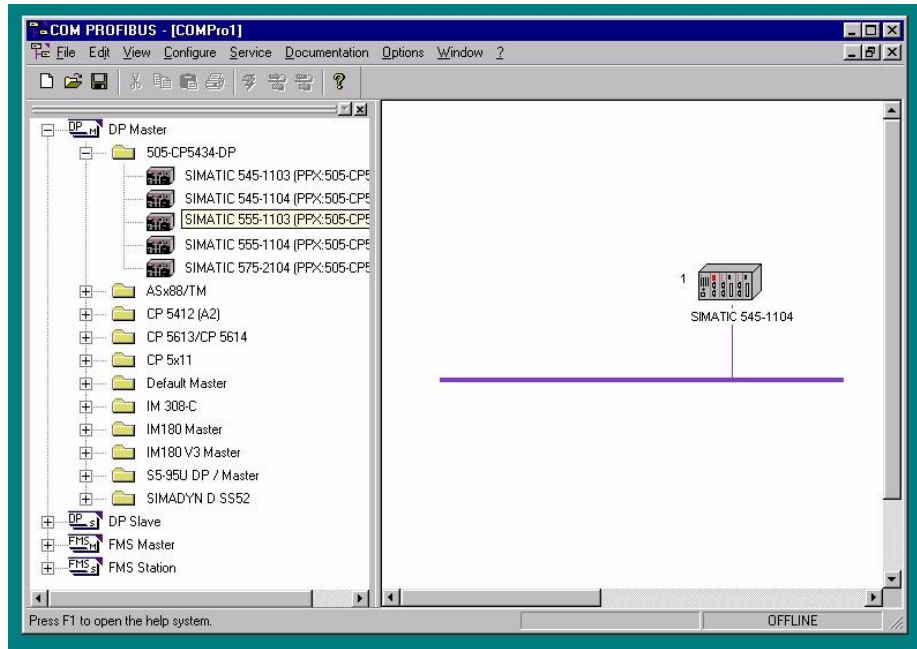 COM PROFIBUS - [COMPro1]
File Edit View Configure Service Documentation Options Window ?
DP M DP Master
505-CP5434-DP
SIMATIC 545-1103 (PPX:505-CP5
SIMATIC 545-1104 (PPX:505-CP5
SIMATIC 555-1103 (PPX:505-CP5
SIMATIC 555-1104 (PPX:505-CP5
SIMATIC 575-2104 (PPX:505-CP5
ASx88/TM
CP 5412 (A2)
CP 5613/CP 5614
CP 5x11
Default Master
IM 308-C
IM180 Master
IM180 V3 Master
S5-95U DP / Master
SIMADYN D SS52
DP S DP Slave
FMS M FMS Master
FMS S FMS Station
1
SIMATIC 545-1104
Press F1 to open the help system.
OFFLINE